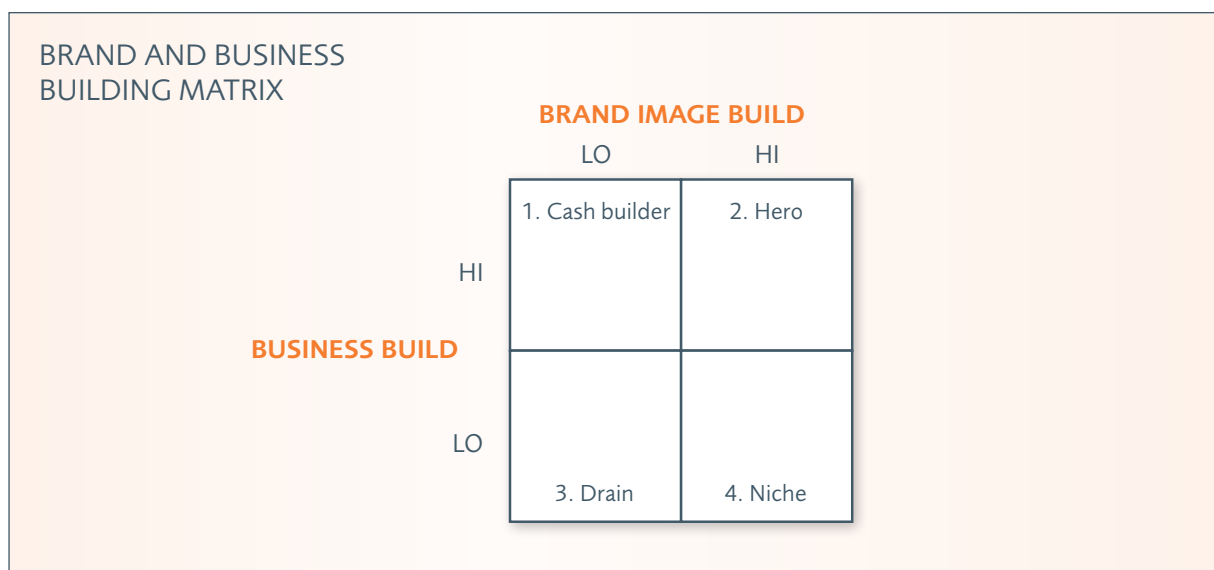 BRAND AND BUSINESS
BUILDING MATRIX
BRAND IMAGE BUILD
LO HI
1. Cash builder 2. Hero
HI
BUSINESS BUILD
LO
3. Drain 4. Niche